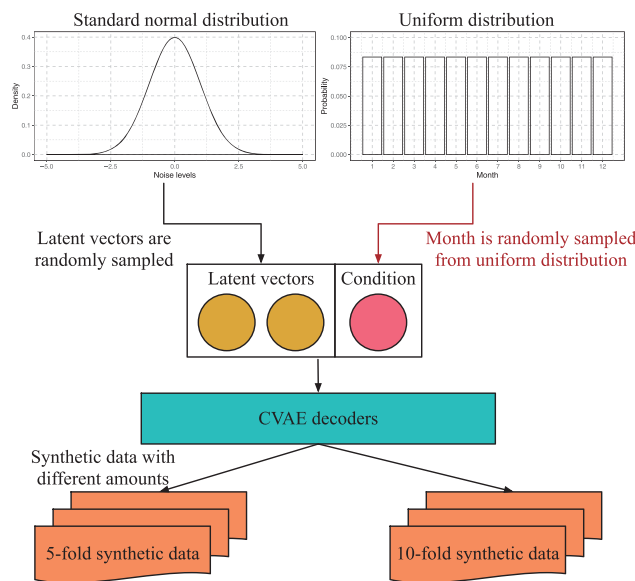 Standard normal distribution
Uniform distribution
0.4
0.3
0.2
0.1
0.0
Density
−5.0
−2.5
0.0
2.5
5.0
Noise levels
0.100
0.075
0.050
0.025
0.000
Probability
1 2 3 4 5 6 7 8 9 10 11 12
Month
Latent vectors are
randomly sampled
Month is randomly sampled
from uniform distribution
Latent vectors
Condition
CVAE decoders
Synthetic data with
different amounts
5-fold synthetic data
10-fold synthetic data